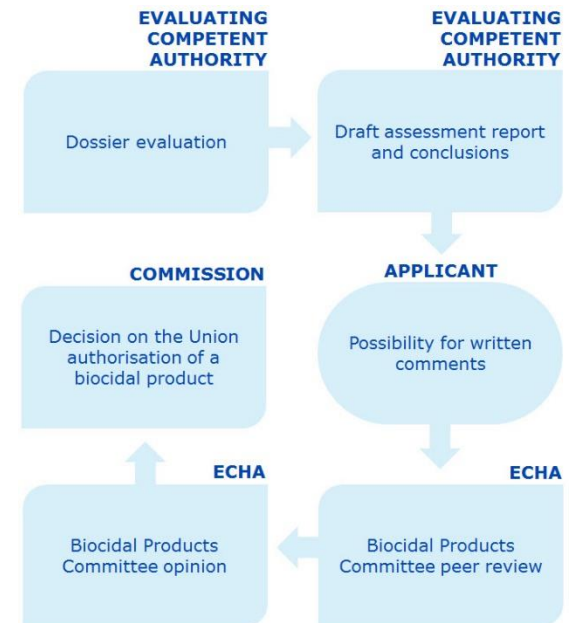 EVALUATING
COMPETENT
AUTHORITY
Dossier evaluation
EVALUATING
COMPETENT
AUTHORITY
Draft assessment report
and conclusions
APPLICANT
Possibility for written
comments
ECHA
Biocidal Products
Committee peer review
ECHA
Biocidal Products
Committee opinion
COMMISSION
Decision on the Union
authorisation of a
biocidal product